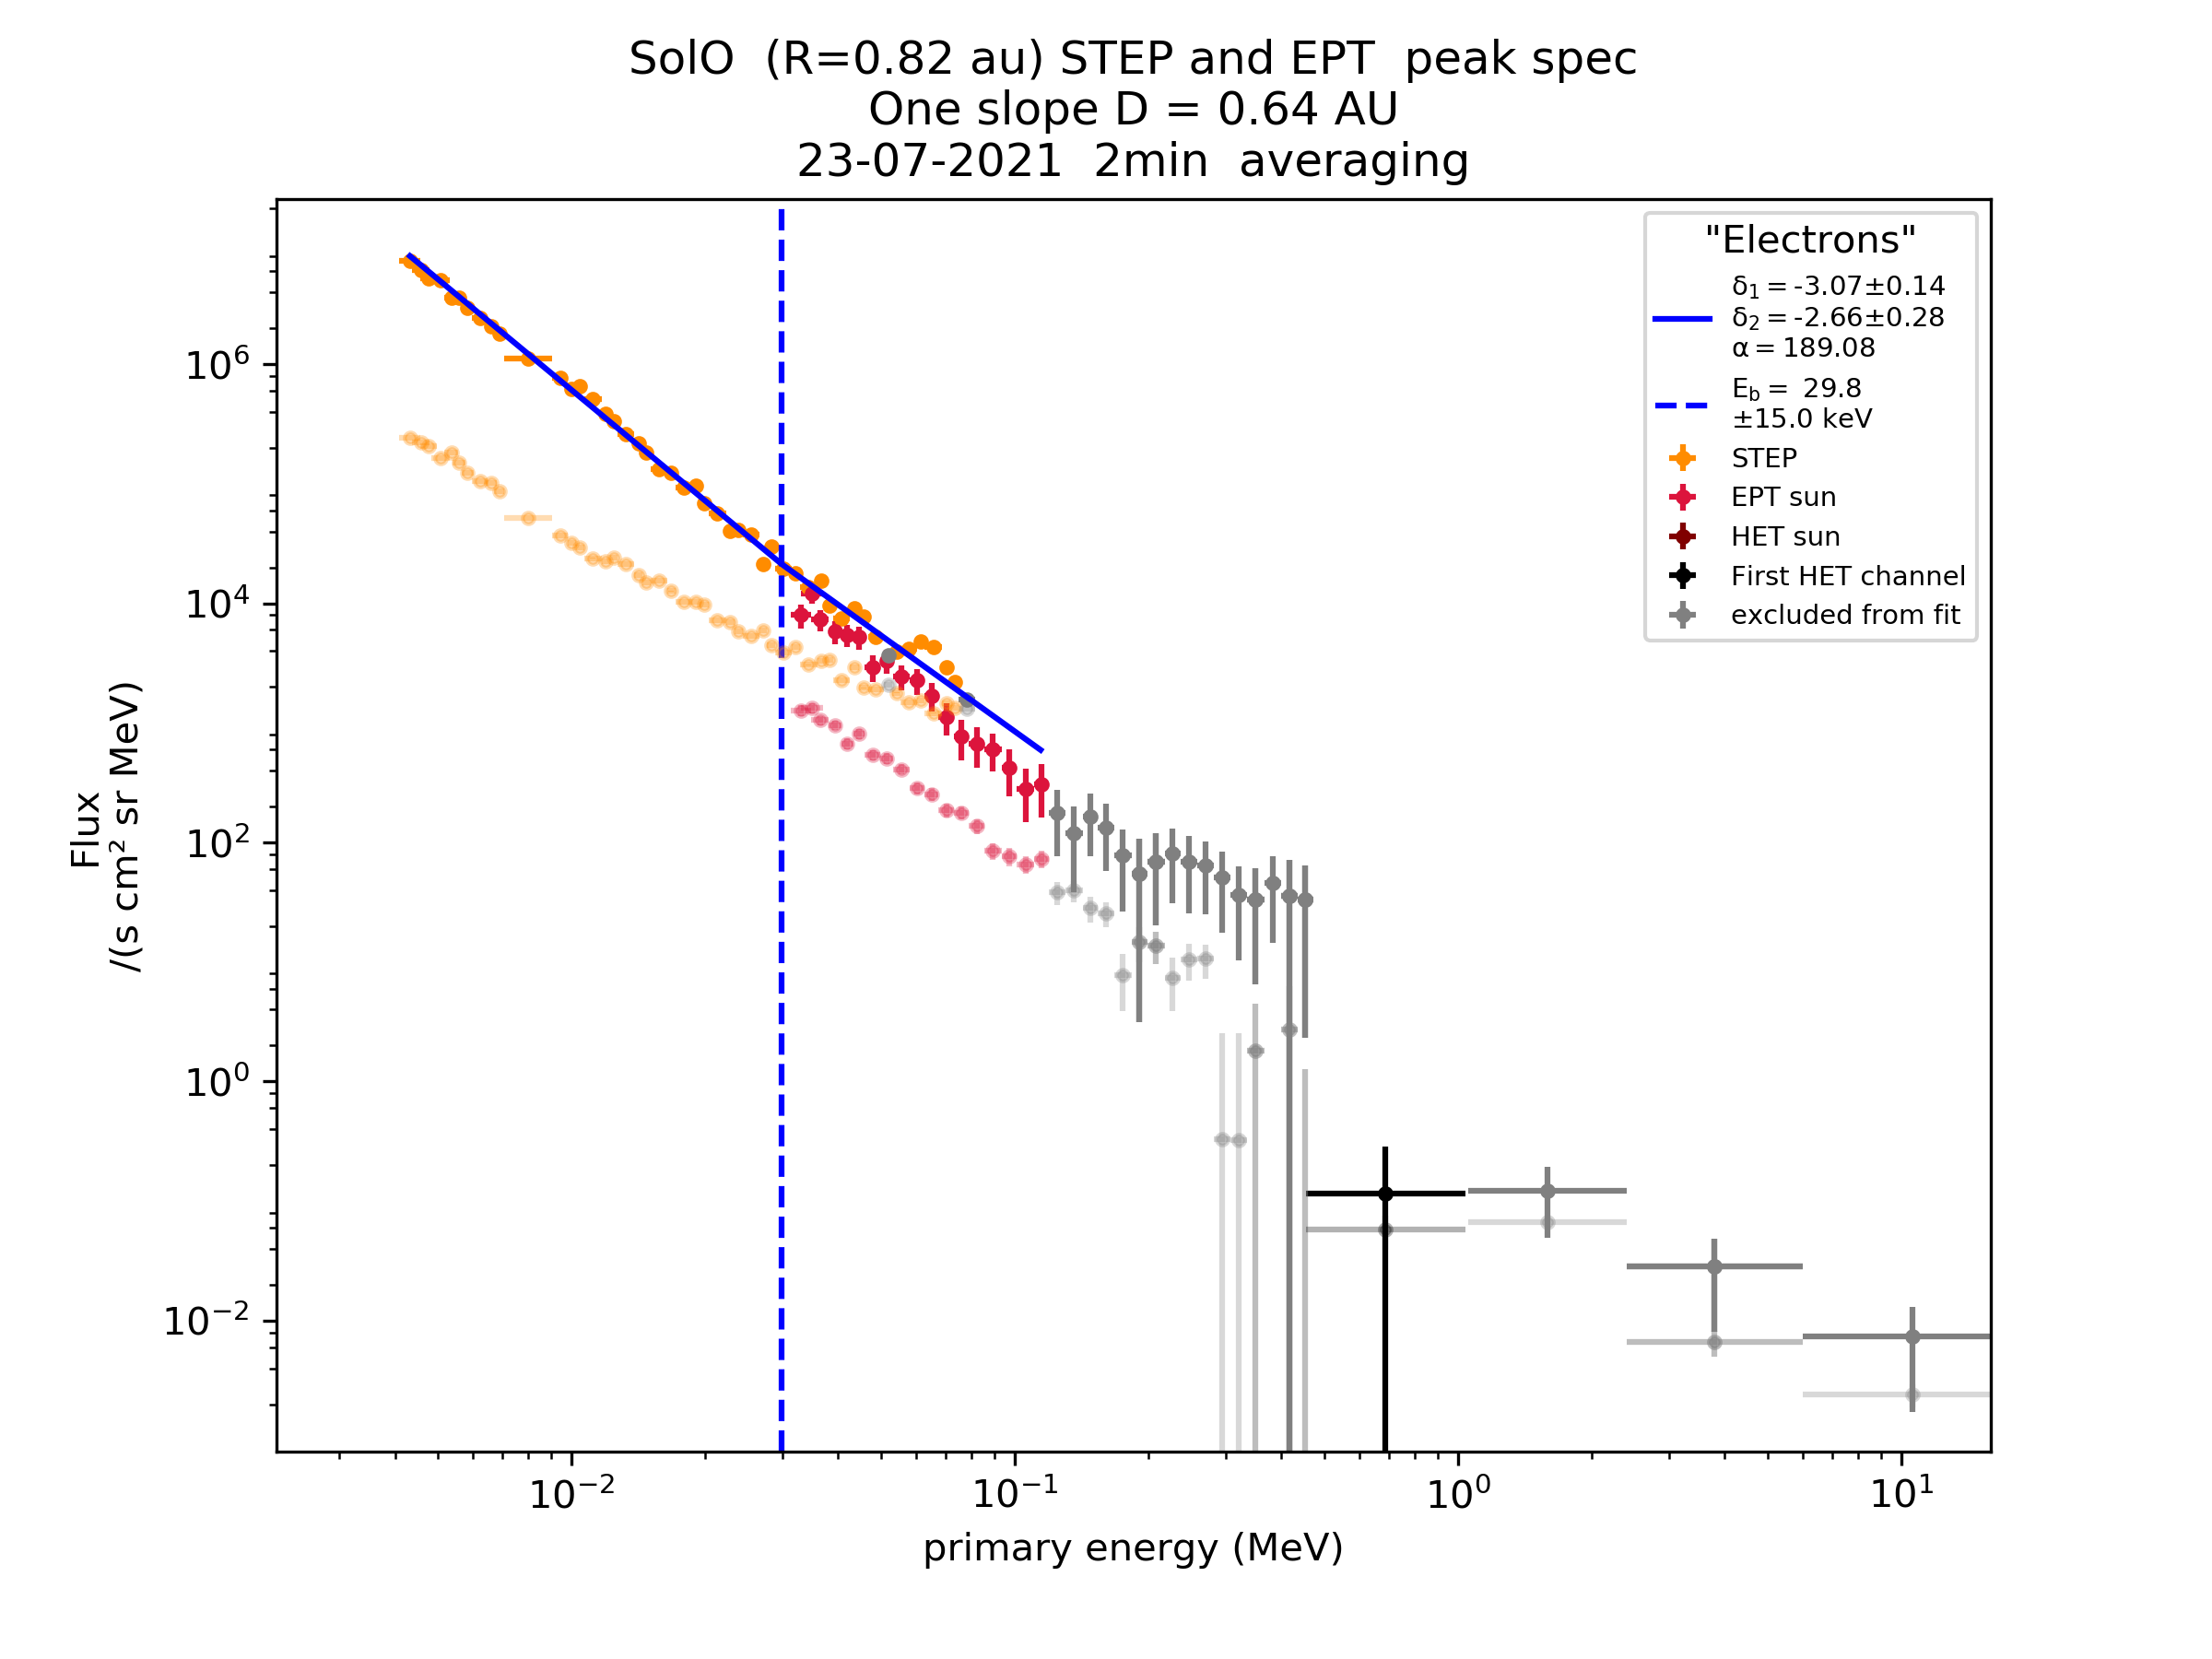 SolO  (R=0.82 au) STEP and EPT  peak spec
One slope D = 0.64 AU
23-07-2021  2min  averaging
"Electrons"
δ₁ = -3.07±0.14
δ₂ = -2.66±0.28
α = 189.08
E_b =  29.8
±15.0 keV
STEP
EPT sun
HET sun
First HET channel
excluded from fit
Flux
/(s cm² sr MeV)
10⁶
10⁴
10²
10⁰
10⁻²
10⁻²
10⁻¹
10⁰
10¹
primary energy (MeV)